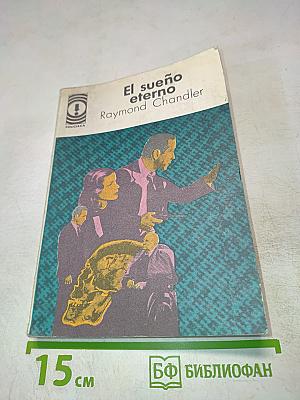 El sueño
eterno
Raymond Chandler
15 см
БФ БИБЛИОФАН